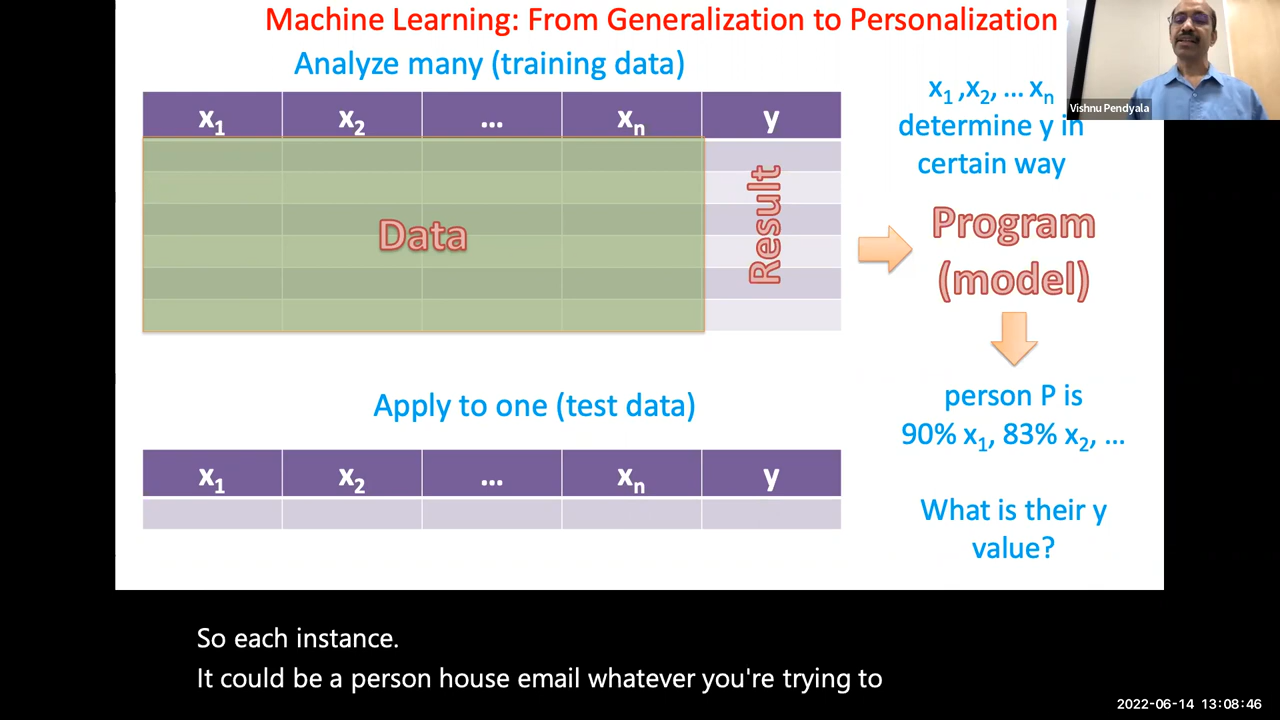 Machine Learning: From Generalization to Personalization
Analyze many (training data)
x1 x2 ... xn y
Data
Result
x1 ,x2, ... xn
determine y in
certain way
Program
(model)
person P is
90% x1, 83% x2, ...
What is their y
value?
Apply to one (test data)
x1 x2 ... xn y
Vishnu Pendyala
So each instance.
It could be a person house email whatever you're trying to
2022-06-14 13:08:46